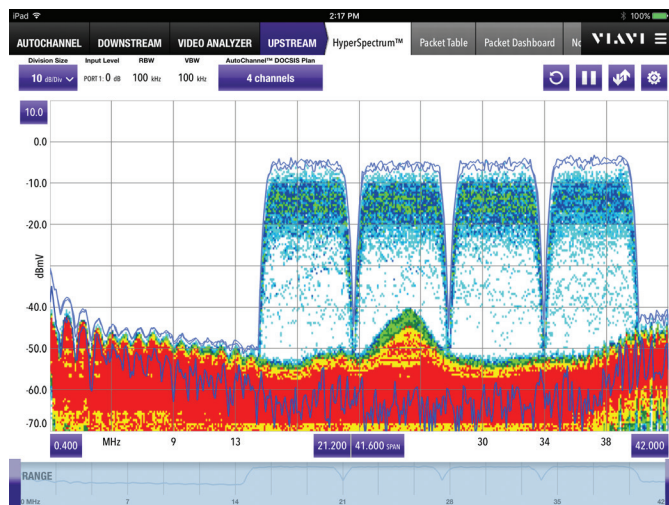 iPad 2:17 PM 100%
AUTOCHANNEL DOWNSTREAM VIDEO ANALYZER UPSTREAM HyperSpectrum™ Packet Table Packet Dashboard No VIAVI
Division Size Input Level RBW VBW AutoChannel™ DOCSIS Plan
10 dB/Div PORT 1: 0 dB 100 kHz 100 kHz 4 channels
10.0
0.0
-10.0
-20.0
dBmV
-40.0
-50.0
-60.0
-70.0
0.400 MHz 9 13 21.200 41.600 SPAN 30 34 38 42.000
RANGE
0 MHz 7 14 21 28 35 42